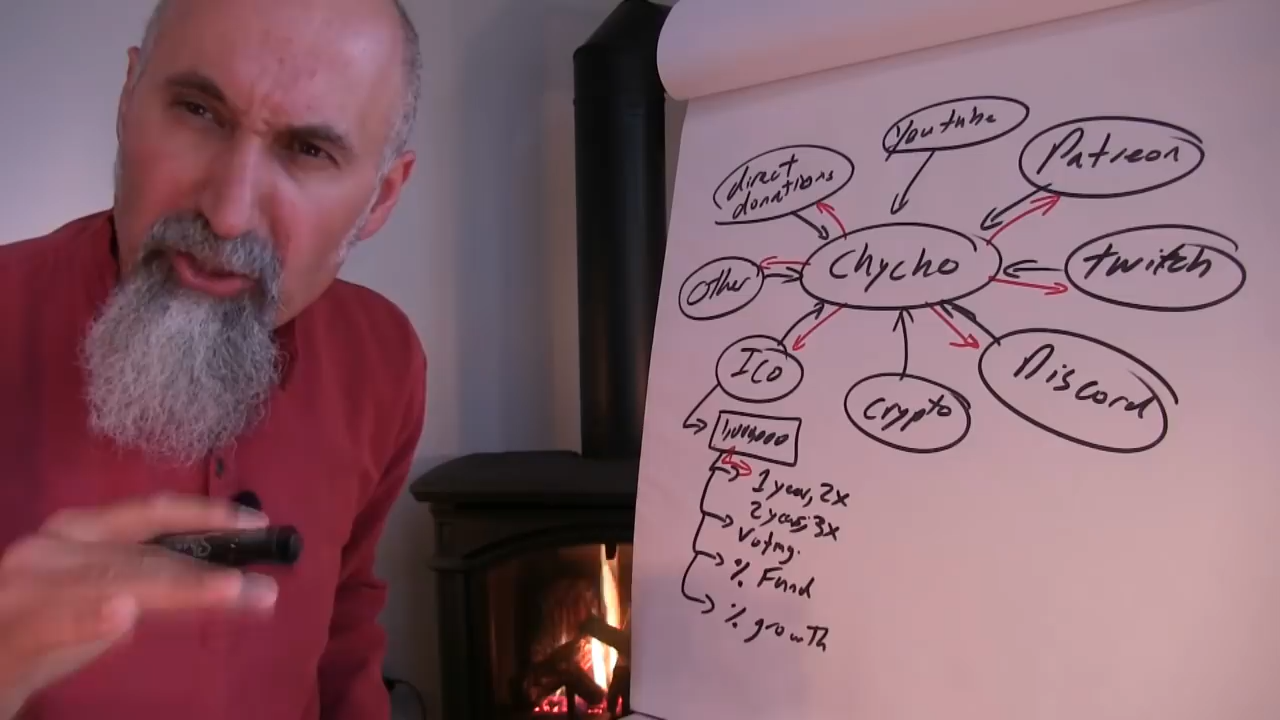 Youtube
Patreon
direct
donations
twitch
Chycho
other
ICO
Discord
crypto
1,000,000
1 year, 2x
2 years, 3x
Voting.
% Fund
% growth